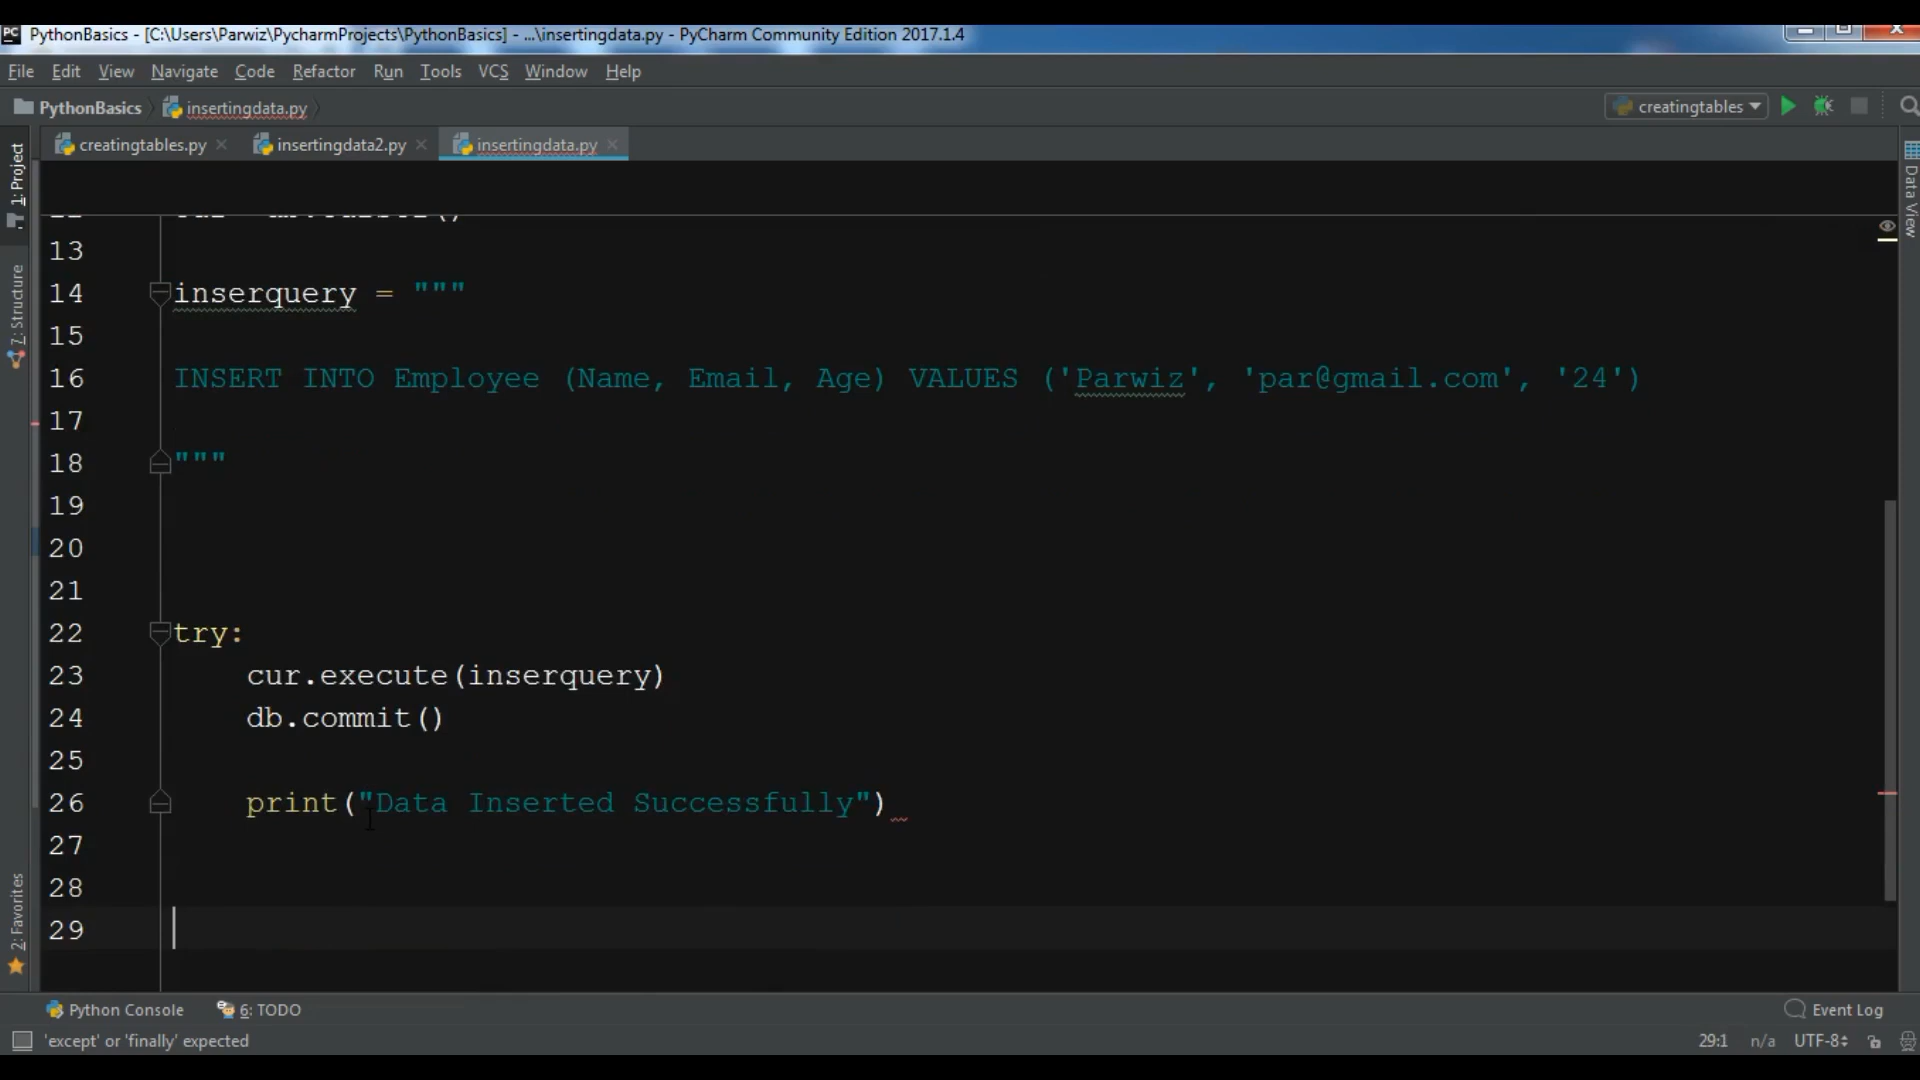 PC PythonBasics - [C:\Users\Parwiz\PycharmProjects\PythonBasics] - ...\insertingdata.py - PyCharm Community Edition 2017.1.4
File Edit View Navigate Code Refactor Run Tools VCS Window Help
PythonBasics insertingdata.py creatingtables
creatingtables.py insertingdata2.py insertingdata.py
1: Project
7: Structure
2: Favorites
Data View
13
14 inserquery = """
15
16 INSERT INTO Employee (Name, Email, Age) VALUES ('Parwiz', 'par@gmail.com', '24')
17
18 """
19
20
21
22 try:
23 cur.execute(inserquery)
24 db.commit()
25
26 print("Data Inserted Successfully")
27
28
29
Python Console 6: TODO Event Log
'except' or 'finally' expected 29:1 n/a UTF-8